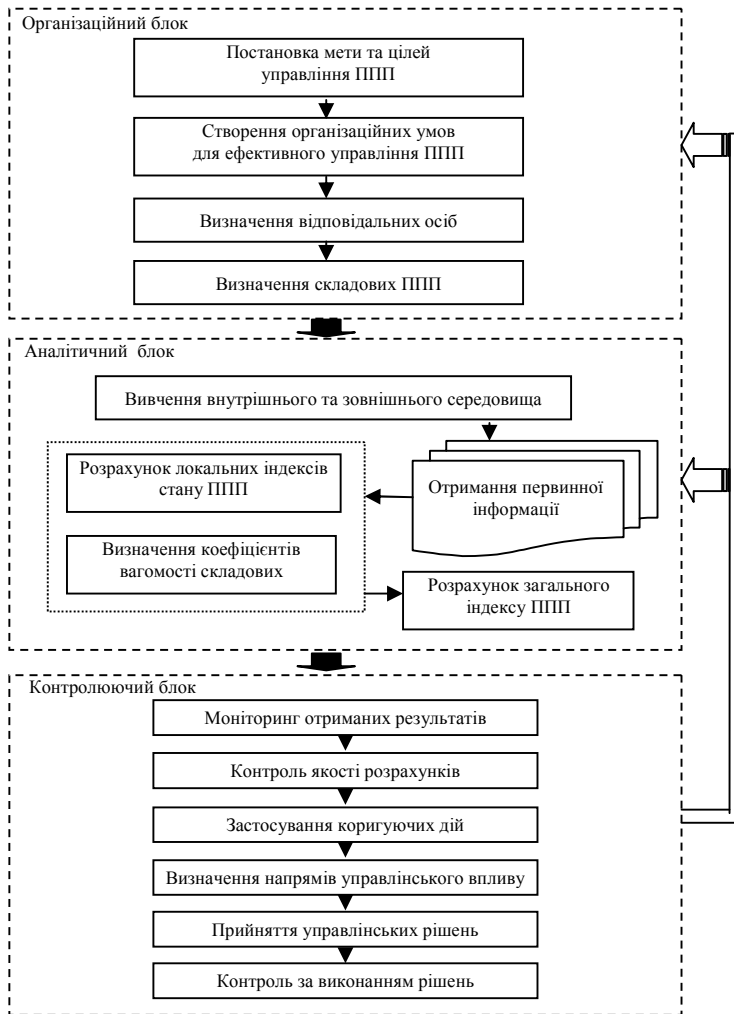 Організаційний блок
Постановка мети та цілей
управління ППП
Створення організаційних умов
для ефективного управління ППП
Визначення відповідальних осіб
Визначення складових ППП
Аналітичний блок
Вивчення внутрішнього та зовнішнього середовища
Розрахунок локальних індексів
стану ППП
Отримання первинної
інформації
Визначення коефіцієнтів
вагомості складових
Розрахунок загального
індексу ППП
Контролюючий блок
Моніторинг отриманих результатів
Контроль якості розрахунків
Застосування коригуючих дій
Визначення напрямів управлінського впливу
Прийняття управлінських рішень
Контроль за виконанням рішень